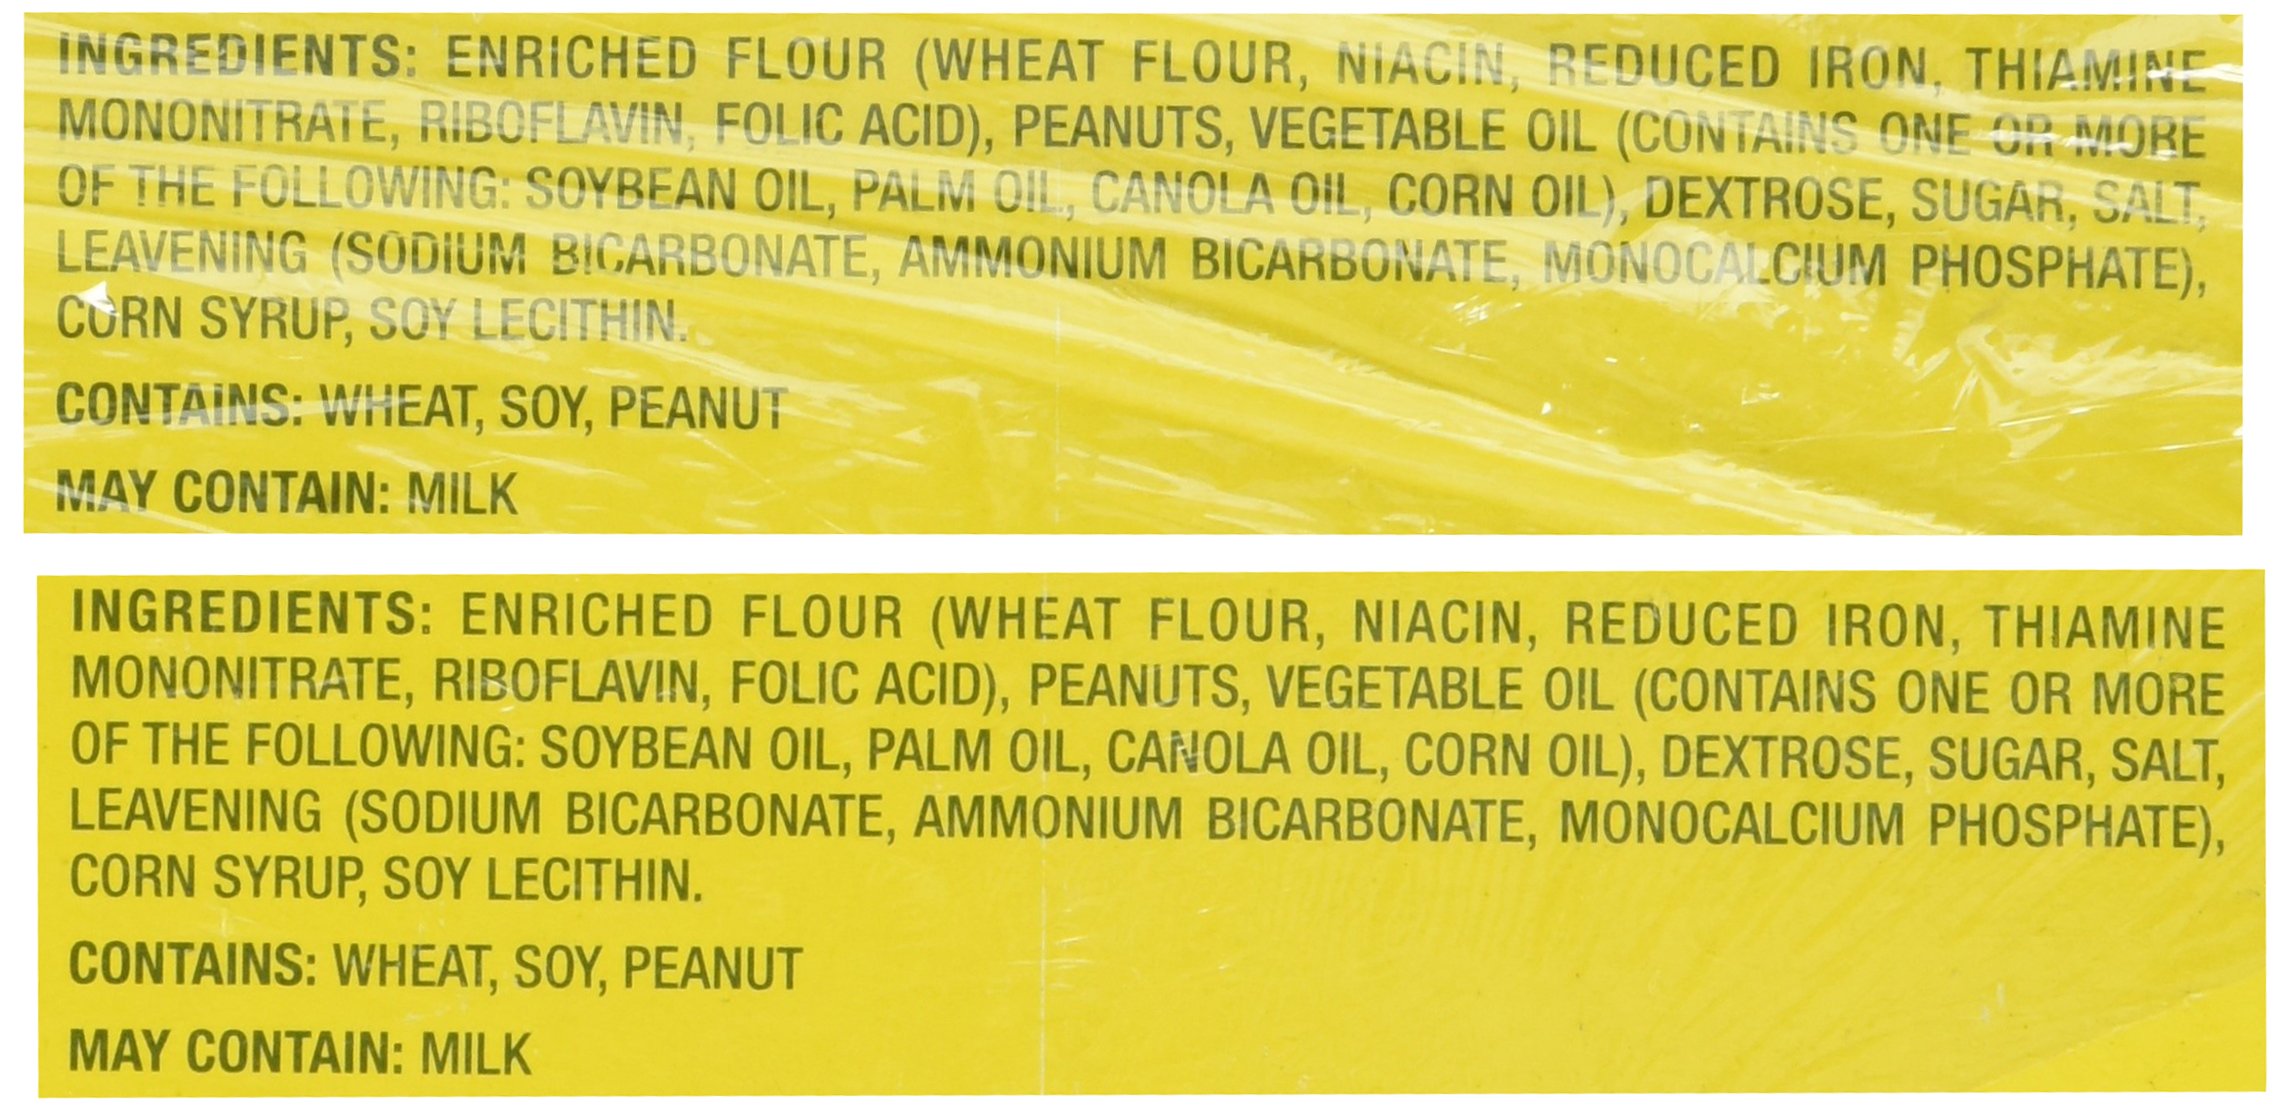 INGREDIENTS: ENRICHED FLOUR (WHEAT FLOUR, NIACIN, REDUCED IRON, THIAMINE
MONONITRATE, RIBOFLAVIN, FOLIC ACID), PEANUTS, VEGETABLE OIL (CONTAINS ONE OR MORE
OF THE FOLLOWING: SOYBEAN OIL, PALM OIL, CANOLA OIL, CORN OIL), DEXTROSE, SUGAR, SALT,
LEAVENING (SODIUM BICARBONATE, AMMONIUM BICARBONATE, MONOCALCIUM PHOSPHATE),
CORN SYRUP, SOY LECITHIN.
CONTAINS: WHEAT, SOY, PEANUT
MAY CONTAIN: MILK
INGREDIENTS: ENRICHED FLOUR (WHEAT FLOUR, NIACIN, REDUCED IRON, THIAMINE
MONONITRATE, RIBOFLAVIN, FOLIC ACID), PEANUTS, VEGETABLE OIL (CONTAINS ONE OR MORE
OF THE FOLLOWING: SOYBEAN OIL, PALM OIL, CANOLA OIL, CORN OIL), DEXTROSE, SUGAR, SALT,
LEAVENING (SODIUM BICARBONATE, AMMONIUM BICARBONATE, MONOCALCIUM PHOSPHATE),
CORN SYRUP, SOY LECITHIN.
CONTAINS: WHEAT, SOY, PEANUT
MAY CONTAIN: MILK